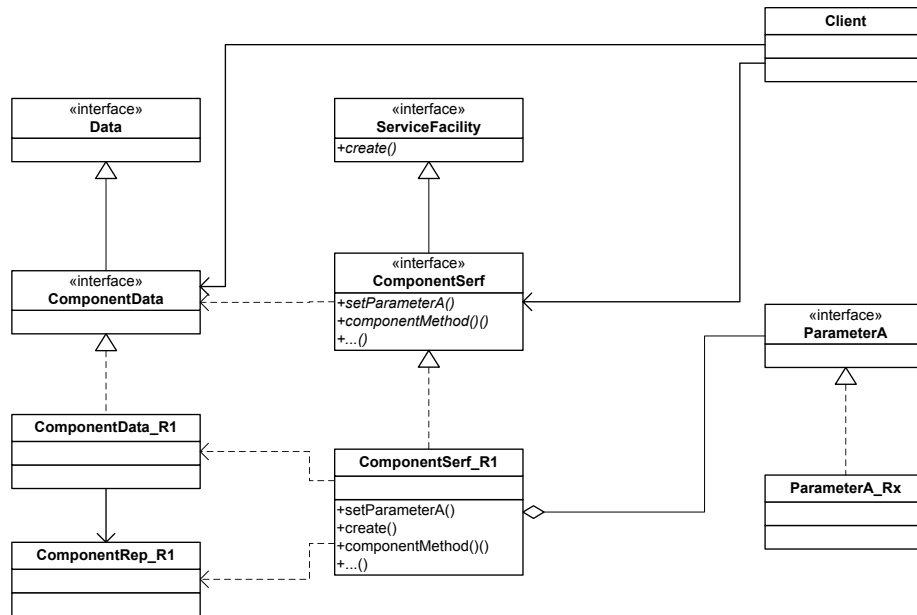 Client
«interface»
Data
«interface»
ServiceFacility
+create()
«interface»
ComponentData
«interface»
ComponentSerf
+setParameterA()
+componentMethod()()
+...()
«interface»
ParameterA
ComponentData_R1
ComponentSerf_R1
+setParameterA()
+create()
+componentMethod()()
+...()
ParameterA_Rx
ComponentRep_R1